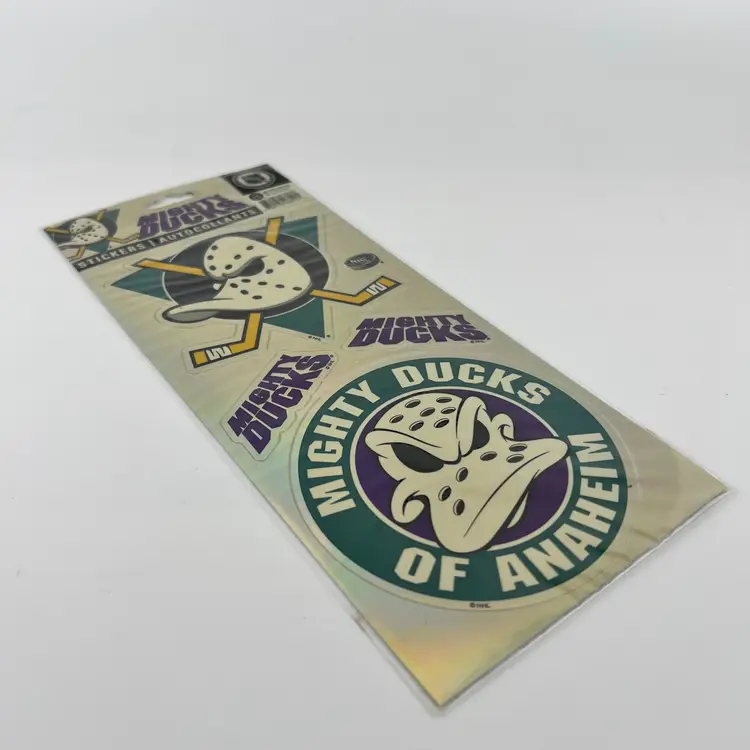 MIGHTY
DUCKS
STICKERS | AUTOCOLLANTS
MIGHTY
DUCKS
MIGHTY
DUCKS
MIGHTY DUCKS
OF ANAHEIM